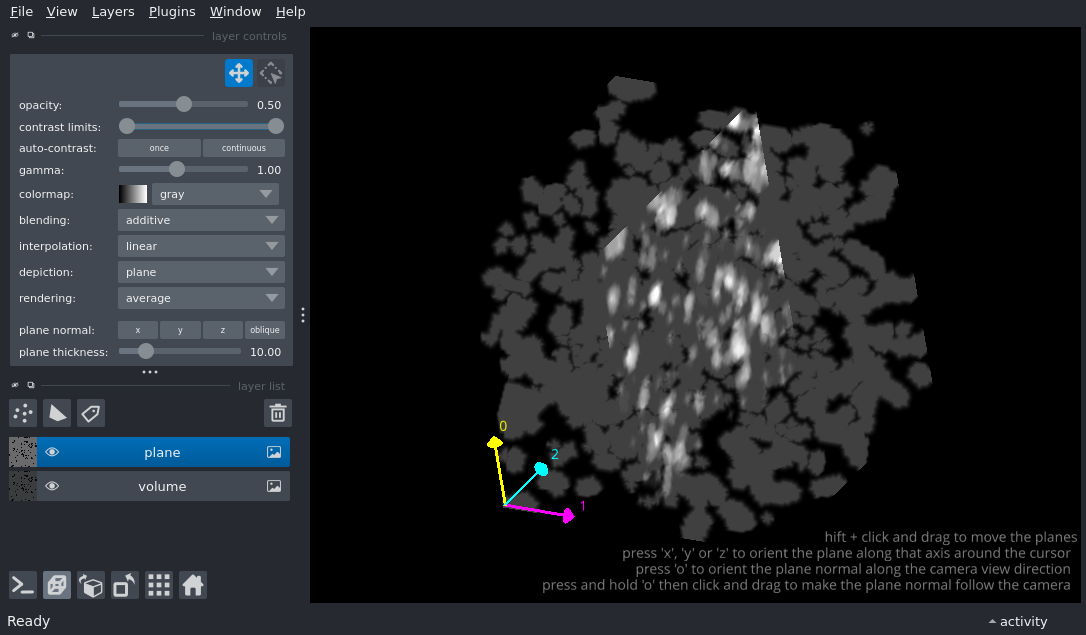 File View Layers Plugins Window Help
layer controls
opacity: 0.50
contrast limits:
auto-contrast: once continuous
gamma: 1.00
colormap: gray
blending: additive
interpolation: linear
depiction: plane
rendering: average
plane normal: x y z oblique
plane thickness: 10.00
layer list
plane
volume
0
2
1
hift + click and drag to move the planes
press 'x', 'y' or 'z' to orient the plane along that axis around the cursor
press 'o' to orient the plane normal along the camera view direction
press and hold 'o' then click and drag to make the plane normal follow the camera
Ready
activity